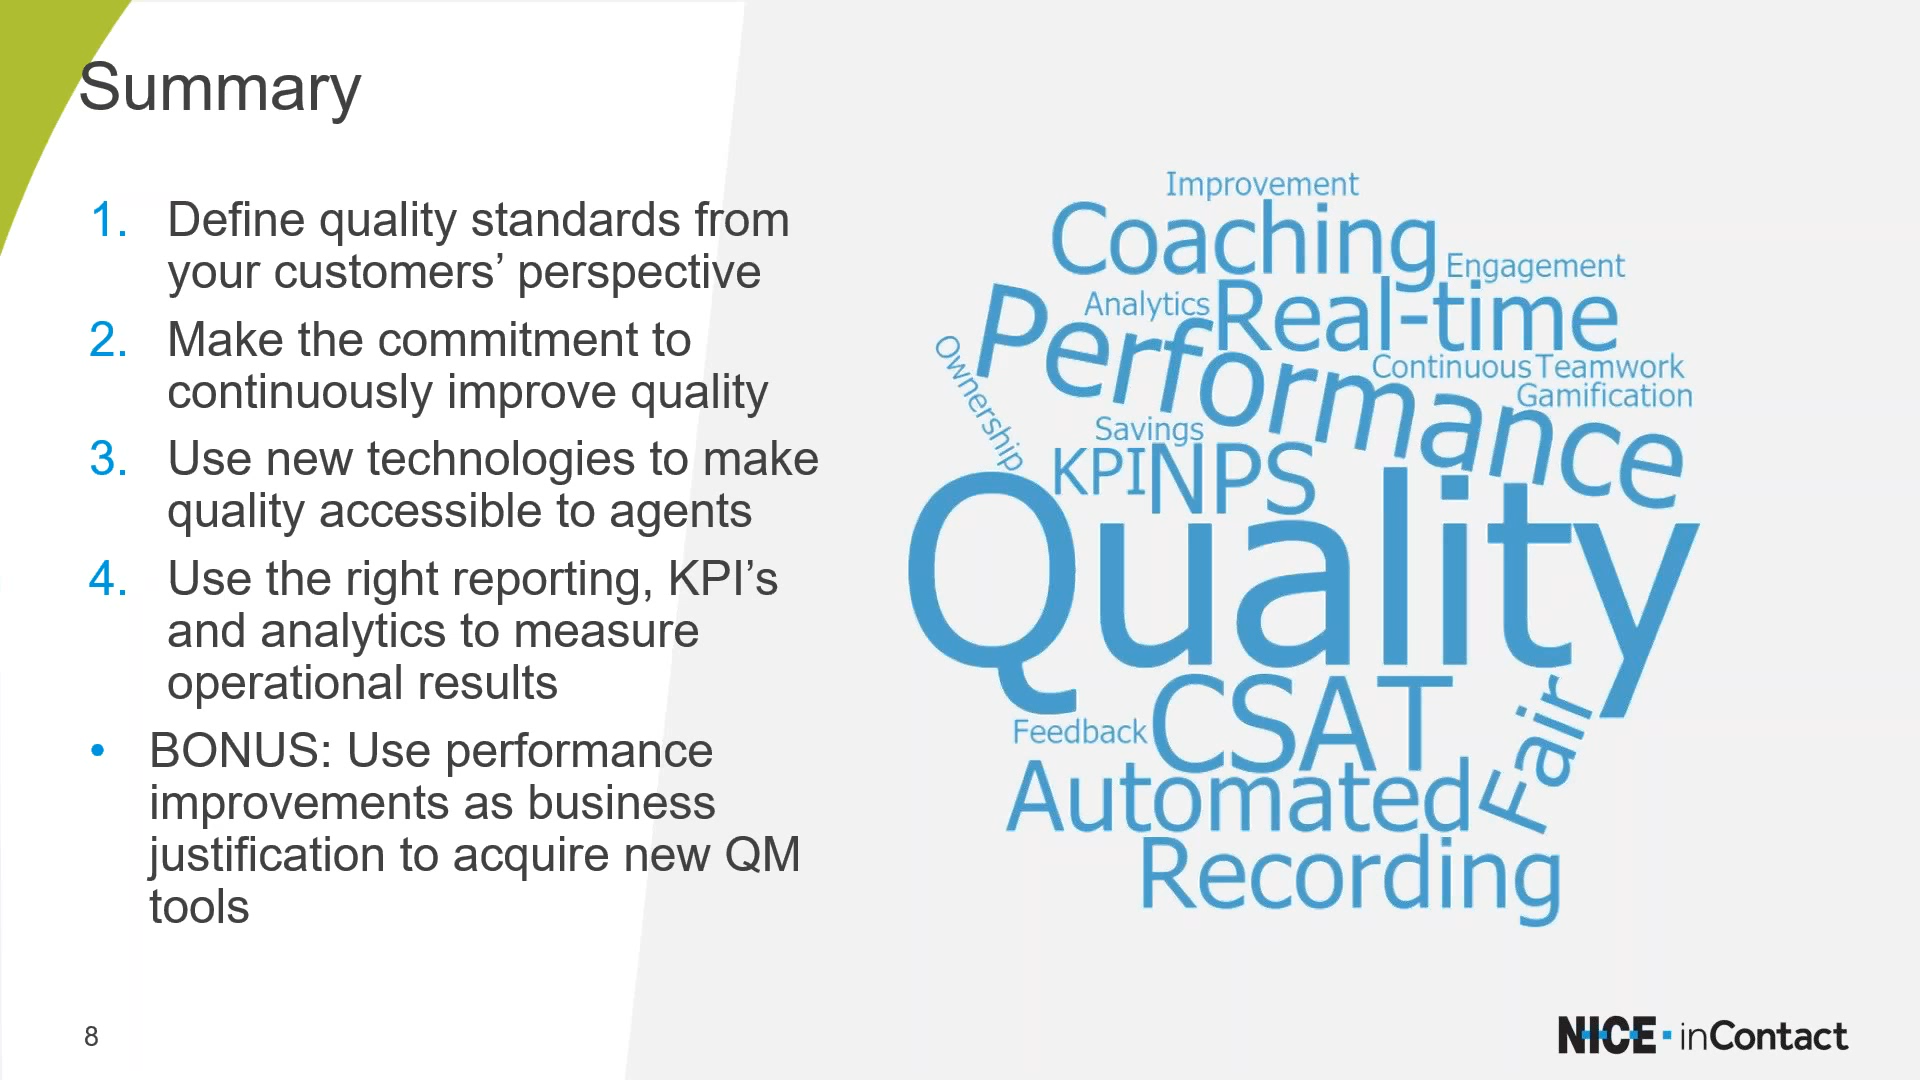 Summary
1. Define quality standards from
your customers’ perspective
2. Make the commitment to
continuously improve quality
3. Use new technologies to make
quality accessible to agents
4. Use the right reporting, KPI’s
and analytics to measure
operational results
• BONUS: Use performance
improvements as business
justification to acquire new QM
tools
Improvement
Coaching
Engagement
Analytics
Real-time
Performance
Ownership
Continuous
Teamwork
Gamification
Savings
KPI
NPS
Quality
CSAT
Feedback
Fair
Automated
Recording
8
NICE inContact